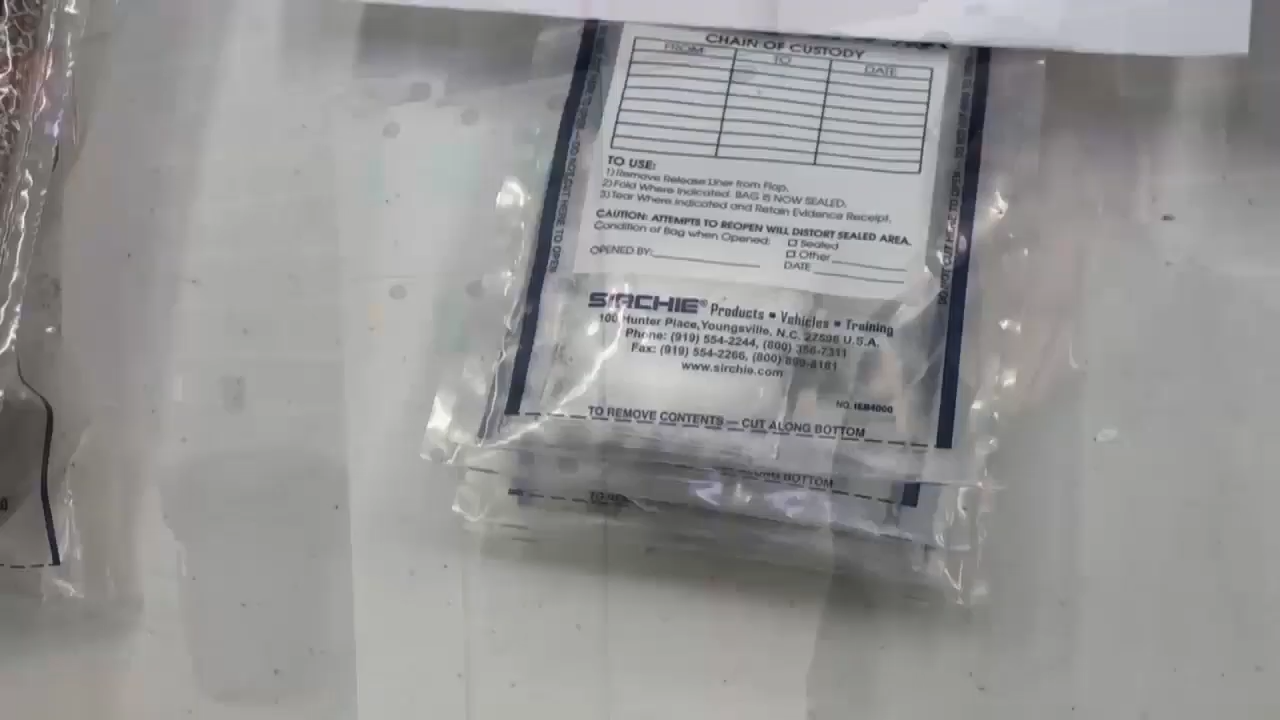 CHAIN OF CUSTODY
FROM TO DATE
TO USE:
1) Remove Release Liner from Flap.
2) Fold Where Indicated. BAG IS NOW SEALED.
3) Tear Where Indicated and Retain Evidence Receipt.
CAUTION: ATTEMPTS TO REOPEN WILL DISTORT SEALED AREA.
Condition of Bag when Opened: Sealed
Other
OPENED BY: DATE
SIRCHIE® Products ▪ Vehicles ▪ Training
100 Hunter Place, Youngsville, N.C. 27596 U.S.A.
Phone: (919) 554-2244, (800) 356-7311
Fax: (919) 554-2266, (800) 899-8181
www.sirchie.com
NO. IEB4000
TO REMOVE CONTENTS — CUT ALONG BOTTOM
BOTTOM